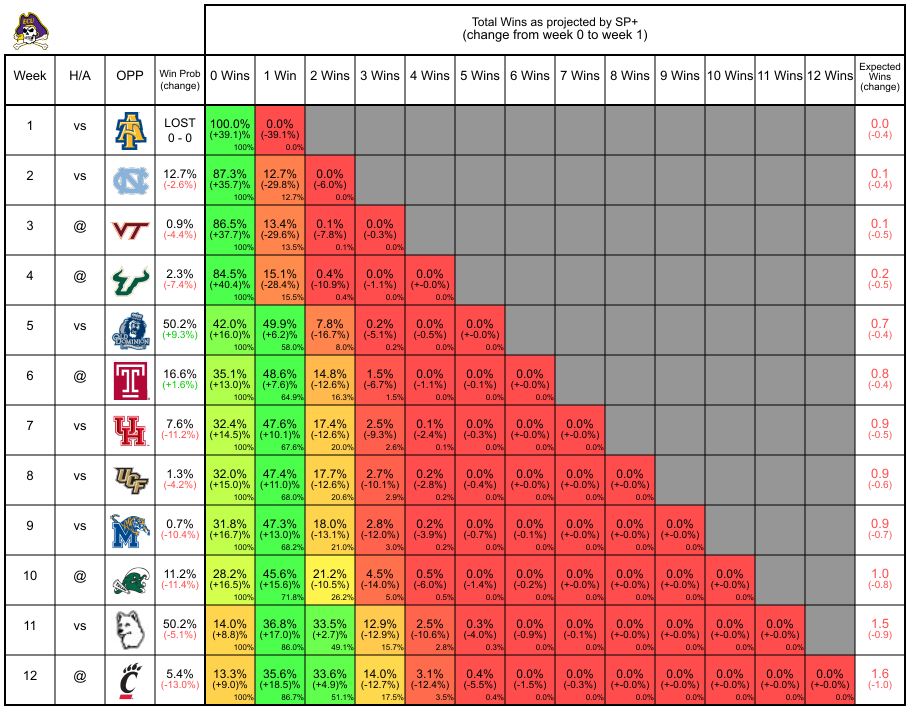 ECU
Total Wins as projected by SP+
(change from week 0 to week 1)
Week H/A OPP Win Prob (change) 0 Wins 1 Win 2 Wins 3 Wins 4 Wins 5 Wins 6 Wins 7 Wins 8 Wins 9 Wins 10 Wins 11 Wins 12 Wins Expected Wins (change)
1 vs AT LOST 100.0% 0.0% 0.0
0 - 0 (+39.1)% (-39.1%) (-0.4)
100% 0.0%
2 vs NC 12.7% 87.3% 12.7% 0.0% 0.1
(-2.6%) (+35.7)% (-29.8%) (-6.0%) (-0.4)
100% 12.7% 0.0%
3 @ VT 0.9% 86.5% 13.4% 0.1% 0.0% 0.1
(-4.4%) (+37.7)% (-29.6%) (-7.8%) (-0.3%) (-0.5)
100% 13.5% 0.1% 0.0%
4 @ 2.3% 84.5% 15.1% 0.4% 0.0% 0.0% 0.2
(-7.4%) (+40.4)% (-28.4%) (-10.9%) (-1.1%) (+-0.0%) (-0.5)
100% 15.5% 0.4% 0.0% 0.0%
5 vs OLD DOMINION 50.2% 42.0% 49.9% 7.8% 0.2% 0.0% 0.0% 0.7
(+9.3%) (+16.0)% (+6.2)% (-16.7%) (-5.1%) (-0.5%) (+-0.0%) (-0.4)
100% 58.0% 8.0% 0.2% 0.0% 0.0%
6 @ T 16.6% 35.1% 48.6% 14.8% 1.5% 0.0% 0.0% 0.0% 0.8
(+1.6%) (+13.0)% (+7.6)% (-12.6%) (-6.7%) (-1.1%) (-0.1%) (+-0.0%) (-0.4)
100% 64.9% 16.3% 1.5% 0.0% 0.0% 0.0%
7 vs UH 7.6% 32.4% 47.6% 17.4% 2.5% 0.1% 0.0% 0.0% 0.0% 0.9
(-11.2%) (+14.5)% (+10.1)% (-12.6%) (-9.3%) (-2.4%) (-0.3%) (+-0.0%) (+-0.0%) (-0.5)
100% 67.6% 20.0% 2.6% 0.1% 0.0% 0.0% 0.0%
8 vs UCF 1.3% 32.0% 47.4% 17.7% 2.7% 0.2% 0.0% 0.0% 0.0% 0.0% 0.9
(-4.2%) (+15.0)% (+11.0)% (-12.6%) (-10.1%) (-2.8%) (-0.4%) (+-0.0%) (+-0.0%) (+-0.0%) (-0.6)
100% 68.0% 20.6% 2.9% 0.2% 0.0% 0.0% 0.0% 0.0%
9 vs M 0.7% 31.8% 47.3% 18.0% 2.8% 0.2% 0.0% 0.0% 0.0% 0.0% 0.0% 0.9
(-10.4%) (+16.7)% (+13.0)% (-13.1%) (-12.0%) (-3.9%) (-0.7%) (-0.1%) (+-0.0%) (+-0.0%) (+-0.0%) (-0.7)
100% 68.2% 21.0% 3.0% 0.2% 0.0% 0.0% 0.0% 0.0% 0.0%
10 @ 11.2% 28.2% 45.6% 21.2% 4.5% 0.5% 0.0% 0.0% 0.0% 0.0% 0.0% 0.0% 1.0
(-11.4%) (+16.5)% (+15.6)% (-10.5%) (-14.0%) (-6.0%) (-1.4%) (-0.2%) (+-0.0%) (+-0.0%) (+-0.0%) (+-0.0%) (-0.8)
100% 71.8% 26.2% 5.0% 0.5% 0.0% 0.0% 0.0% 0.0% 0.0% 0.0%
11 vs 50.2% 14.0% 36.8% 33.5% 12.9% 2.5% 0.3% 0.0% 0.0% 0.0% 0.0% 0.0% 0.0% 1.5
(-5.1%) (+8.8)% (+17.0)% (+2.7)% (-12.9%) (-10.6%) (-4.0%) (-0.9%) (-0.1%) (+-0.0%) (+-0.0%) (+-0.0%) (+-0.0%) (-0.9)
100% 86.0% 49.1% 15.7% 2.8% 0.3% 0.0% 0.0% 0.0% 0.0% 0.0% 0.0%
12 @ C 5.4% 13.3% 35.6% 33.6% 14.0% 3.1% 0.4% 0.0% 0.0% 0.0% 0.0% 0.0% 0.0% 0.0% 1.6
(-13.0%) (+9.0)% (+18.5)% (+4.9)% (-12.7%) (-12.4%) (-5.5%) (-1.5%) (-0.3%) (+-0.0%) (+-0.0%) (+-0.0%) (+-0.0%) (+-0.0%) (-1.0)
100% 86.7% 51.1% 17.5% 3.5% 0.4% 0.0% 0.0% 0.0% 0.0% 0.0% 0.0% 0.0%